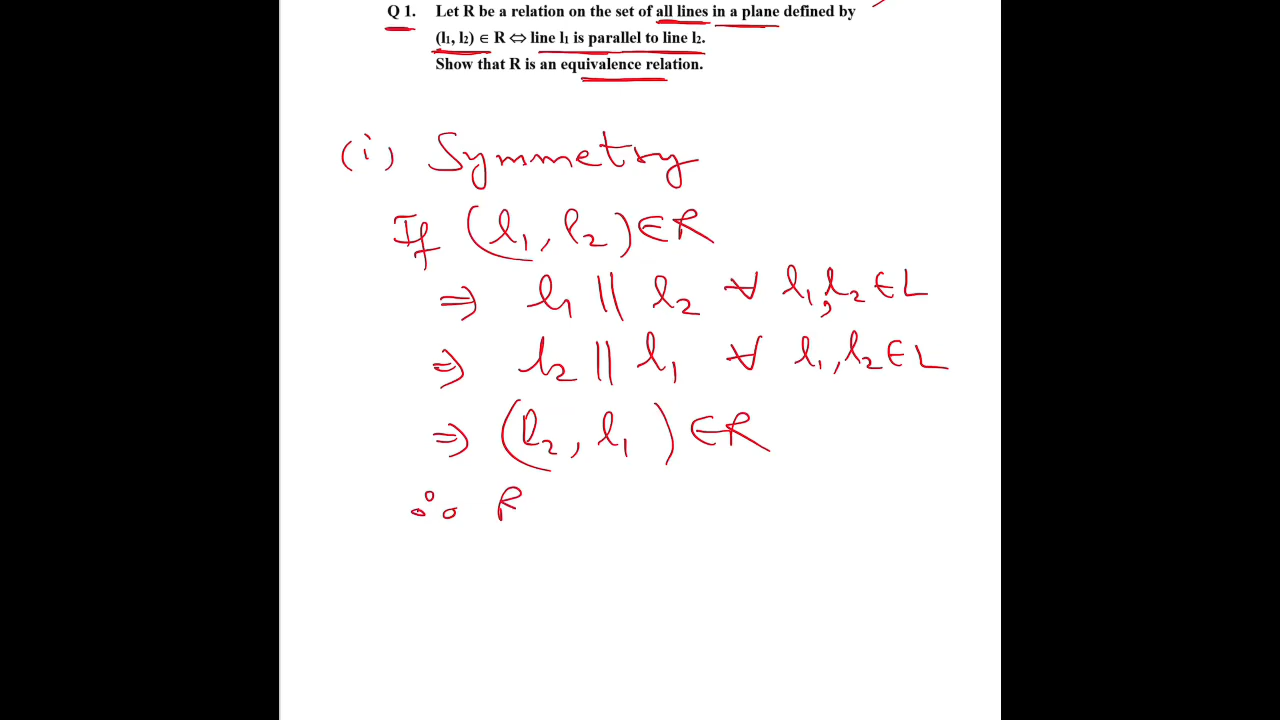 Q 1. Let R be a relation on the set of all lines in a plane defined by
(l₁, l₂) ∈ R ⇔ line l₁ is parallel to line l₂.
Show that R is an equivalence relation.
(i) Symmetry
If (l₁, l₂) ∈ R
⇒ l₁ || l₂ ∀ l₁, l₂ ∈ L
⇒ l₂ || l₁ ∀ l₁, l₂ ∈ L
⇒ (l₂, l₁) ∈ R
∴ R